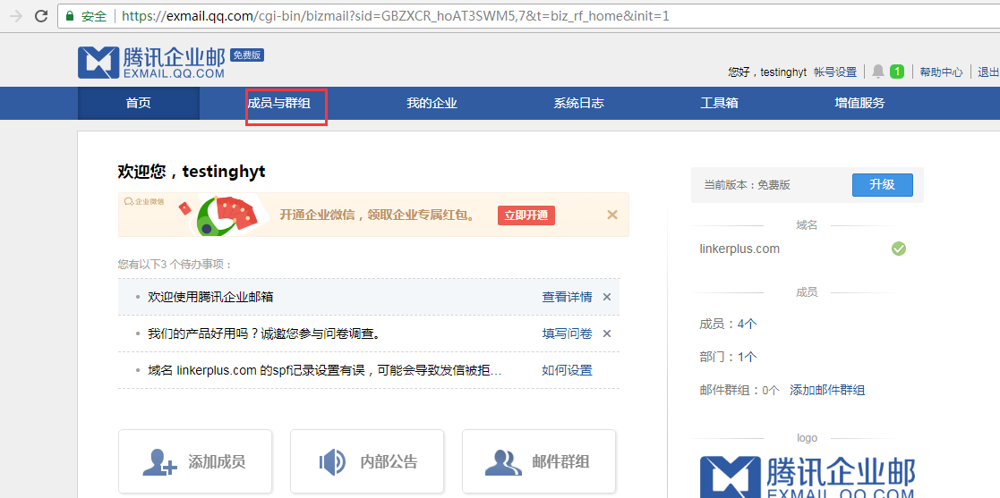 安全 https://exmail.qq.com/cgi-bin/bizmail?sid=GBZXCR_hoAT3SWM5,7&t=biz_rf_home&init=1
腾讯企业邮 免费版
EXMAIL.QQ.COM
您好，testinghyt 帐号设置 1 帮助中心 退出
首页 成员与群组 我的企业 系统日志 工具箱 增值服务
欢迎您，testinghyt
企业微信
开通企业微信，领取企业专属红包。 立即开通
您有以下3 个待办事项：
欢迎使用腾讯企业邮箱 查看详情
我们的产品好用吗？诚邀您参与问卷调查。 填写问卷
域名 linkerplus.com 的spf记录设置有误，可能会导致发信被拒… 如何设置
添加成员 内部公告 邮件群组
当前版本：免费版 升级
域名
linkerplus.com
成员
成员：4个
部门：1个
邮件群组：0个 添加邮件群组
logo
腾讯企业邮
EXMAIL.QQ.COM